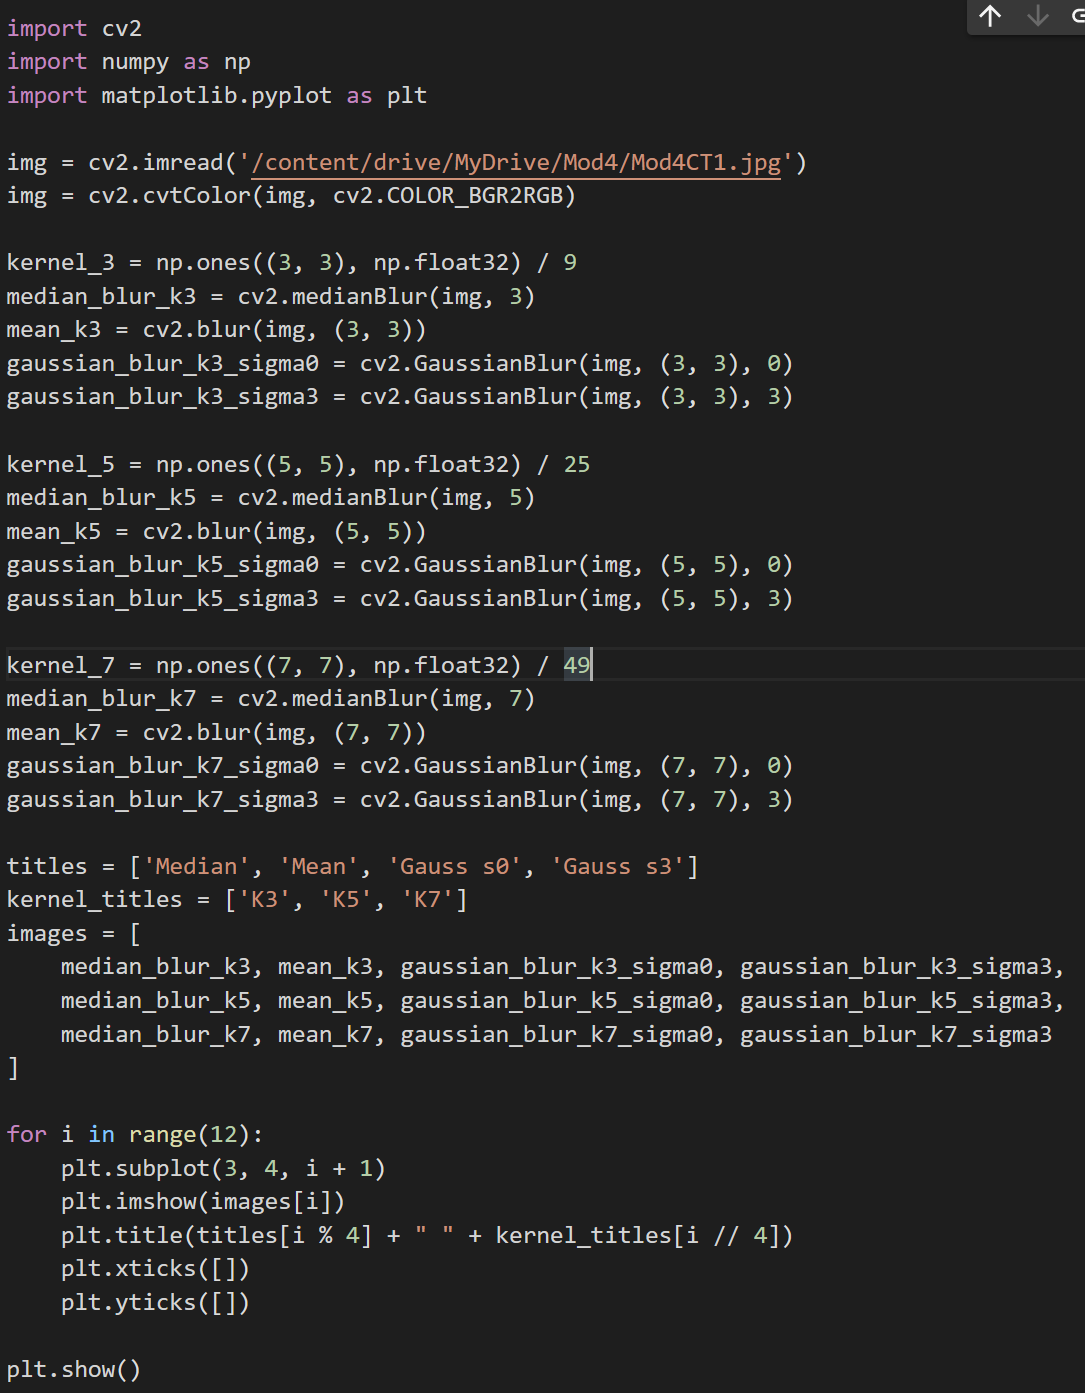 import cv2
import numpy as np
import matplotlib.pyplot as plt

img = cv2.imread('/content/drive/MyDrive/Mod4/Mod4CT1.jpg')
img = cv2.cvtColor(img, cv2.COLOR_BGR2RGB)

kernel_3 = np.ones((3, 3), np.float32) / 9
median_blur_k3 = cv2.medianBlur(img, 3)
mean_k3 = cv2.blur(img, (3, 3))
gaussian_blur_k3_sigma0 = cv2.GaussianBlur(img, (3, 3), 0)
gaussian_blur_k3_sigma3 = cv2.GaussianBlur(img, (3, 3), 3)

kernel_5 = np.ones((5, 5), np.float32) / 25
median_blur_k5 = cv2.medianBlur(img, 5)
mean_k5 = cv2.blur(img, (5, 5))
gaussian_blur_k5_sigma0 = cv2.GaussianBlur(img, (5, 5), 0)
gaussian_blur_k5_sigma3 = cv2.GaussianBlur(img, (5, 5), 3)

kernel_7 = np.ones((7, 7), np.float32) / 49
median_blur_k7 = cv2.medianBlur(img, 7)
mean_k7 = cv2.blur(img, (7, 7))
gaussian_blur_k7_sigma0 = cv2.GaussianBlur(img, (7, 7), 0)
gaussian_blur_k7_sigma3 = cv2.GaussianBlur(img, (7, 7), 3)

titles = ['Median', 'Mean', 'Gauss s0', 'Gauss s3']
kernel_titles = ['K3', 'K5', 'K7']
images = [
    median_blur_k3, mean_k3, gaussian_blur_k3_sigma0, gaussian_blur_k3_sigma3,
    median_blur_k5, mean_k5, gaussian_blur_k5_sigma0, gaussian_blur_k5_sigma3,
    median_blur_k7, mean_k7, gaussian_blur_k7_sigma0, gaussian_blur_k7_sigma3
]

for i in range(12):
    plt.subplot(3, 4, i + 1)
    plt.imshow(images[i])
    plt.title(titles[i % 4] + " " + kernel_titles[i // 4])
    plt.xticks([])
    plt.yticks([])

plt.show()